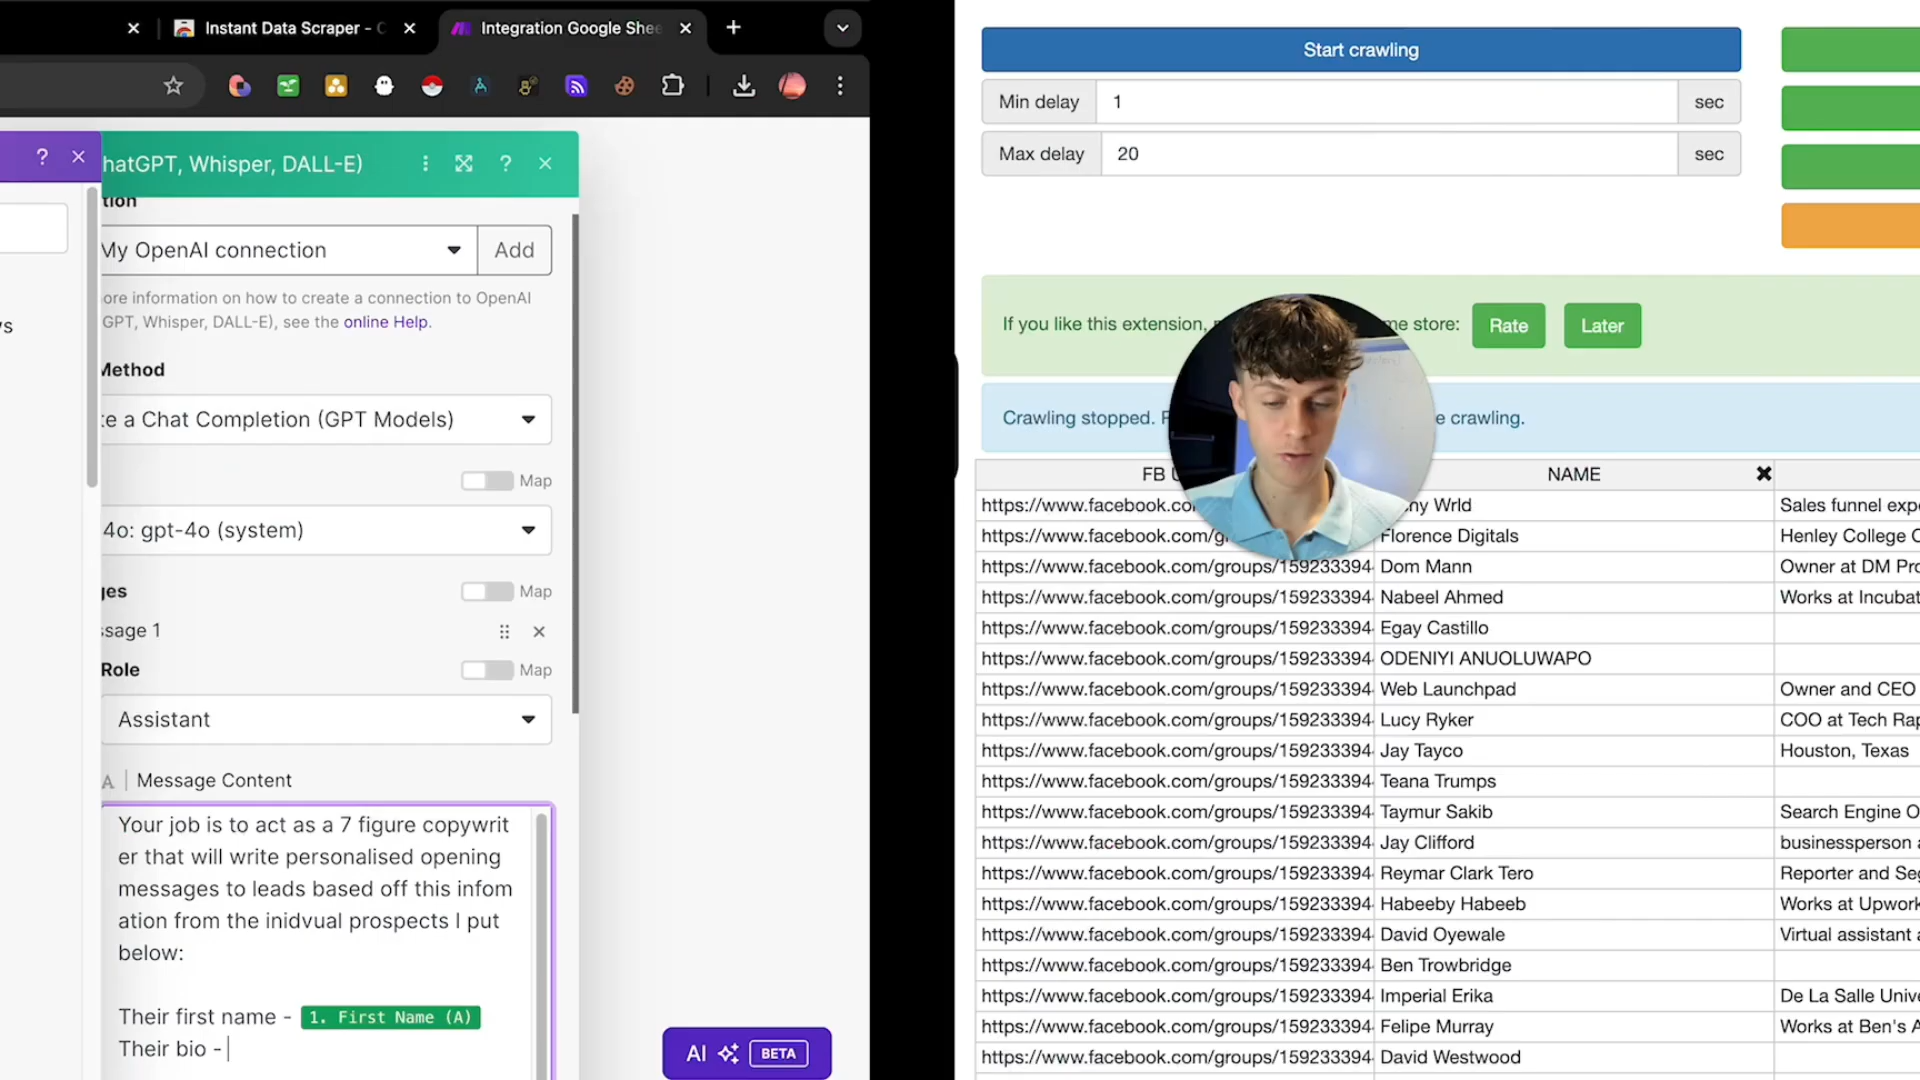 Instant Data Scraper -
Integration Google Shee
hatGPT, Whisper, DALL-E)
tion
My OpenAI connection
Add
ore information on how to create a connection to OpenAI
GPT, Whisper, DALL-E), see the online Help.
Method
te a Chat Completion (GPT Models)
Map
4o: gpt-4o (system)
ges
Map
ssage 1
Role
Map
Assistant
A | Message Content
Your job is to act as a 7 figure copywrit
er that will write personalised opening
messages to leads based off this infom
ation from the inidvual prospects I put
below:
Their first name - 1. First Name (A)
Their bio -
AI BETA
Start crawling
Min delay 1 sec
Max delay 20 sec
If you like this extension, me store: Rate Later
Crawling stopped. e crawling.
FB NAME
https://www.facebook.co ny Wrld Sales funnel exp
https://www.facebook.com/g Florence Digitals Henley College C
https://www.facebook.com/groups/159233394 Dom Mann Owner at DM Pro
https://www.facebook.com/groups/159233394 Nabeel Ahmed Works at Incubat
https://www.facebook.com/groups/159233394 Egay Castillo
https://www.facebook.com/groups/159233394 ODENIYI ANUOLUWAPO
https://www.facebook.com/groups/159233394 Web Launchpad Owner and CEO
https://www.facebook.com/groups/159233394 Lucy Ryker COO at Tech Rap
https://www.facebook.com/groups/159233394 Jay Tayco Houston, Texas
https://www.facebook.com/groups/159233394 Teana Trumps
https://www.facebook.com/groups/159233394 Taymur Sakib Search Engine O
https://www.facebook.com/groups/159233394 Jay Clifford businessperson a
https://www.facebook.com/groups/159233394 Reymar Clark Tero Reporter and Seg
https://www.facebook.com/groups/159233394 Habeeby Habeeb Works at Upwork
https://www.facebook.com/groups/159233394 David Oyewale Virtual assistant a
https://www.facebook.com/groups/159233394 Ben Trowbridge
https://www.facebook.com/groups/159233394 Imperial Erika De La Salle Unive
https://www.facebook.com/groups/159233394 Felipe Murray Works at Ben's A
https://www.facebook.com/groups/159233394 David Westwood